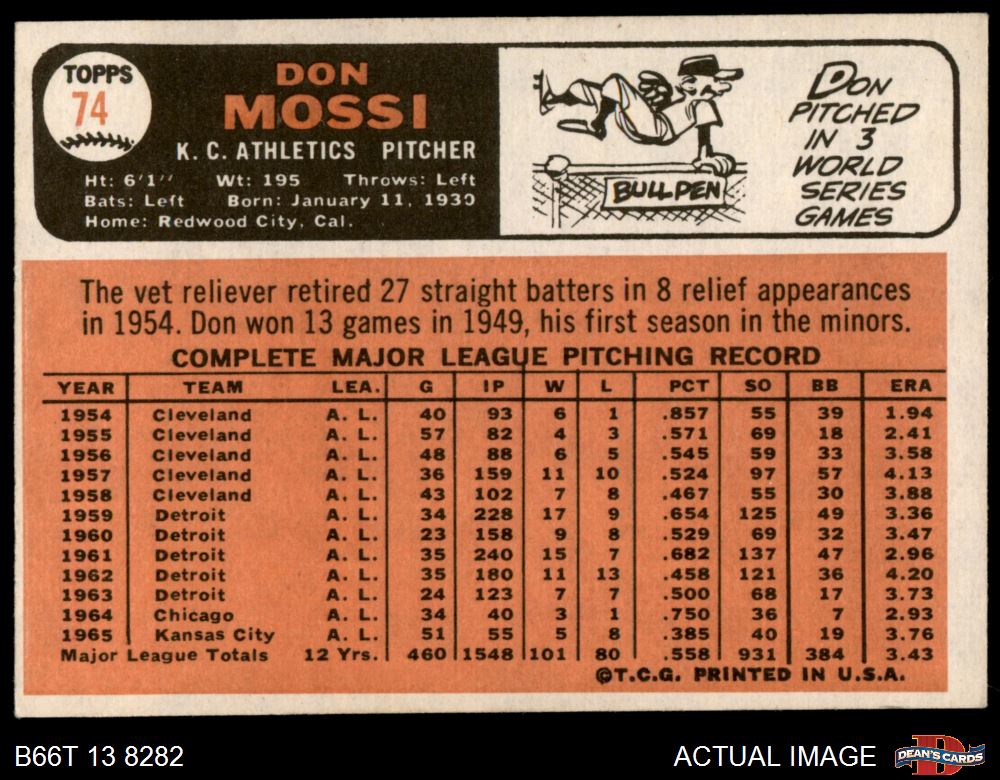 TOPPS
74
DON
MOSSI
K. C. ATHLETICS PITCHER
Ht: 6'1" Wt: 195 Throws: Left
Bats: Left Born: January 11, 1930
Home: Redwood City, Cal.
BULLPEN
DON
PITCHED
IN 3
WORLD
SERIES
GAMES
The vet reliever retired 27 straight batters in 8 relief appearances
in 1954. Don won 13 games in 1949, his first season in the minors.
COMPLETE MAJOR LEAGUE PITCHING RECORD
YEAR TEAM LEA. G IP W L PCT SO BB ERA
1954 Cleveland A. L. 40 93 6 1 .857 55 39 1.94
1955 Cleveland A. L. 57 82 4 3 .571 69 18 2.41
1956 Cleveland A. L. 48 88 6 5 .545 59 33 3.58
1957 Cleveland A. L. 36 159 11 10 .524 97 57 4.13
1958 Cleveland A. L. 43 102 7 8 .467 55 30 3.88
1959 Detroit A. L. 34 228 17 9 .654 125 49 3.36
1960 Detroit A. L. 23 158 9 8 .529 69 32 3.47
1961 Detroit A. L. 35 240 15 7 .682 137 47 2.96
1962 Detroit A. L. 35 180 11 13 .458 121 36 4.20
1963 Detroit A. L. 24 123 7 7 .500 68 17 3.73
1964 Chicago A. L. 34 40 3 1 .750 36 7 2.93
1965 Kansas City A. L. 51 55 5 8 .385 40 19 3.76
Major League Totals 12 Yrs. 460 1548 101 80 .558 931 384 3.43
©T.C.G. PRINTED IN U.S.A.
B66T 13 8282
ACTUAL IMAGE
DEAN'S CARDS